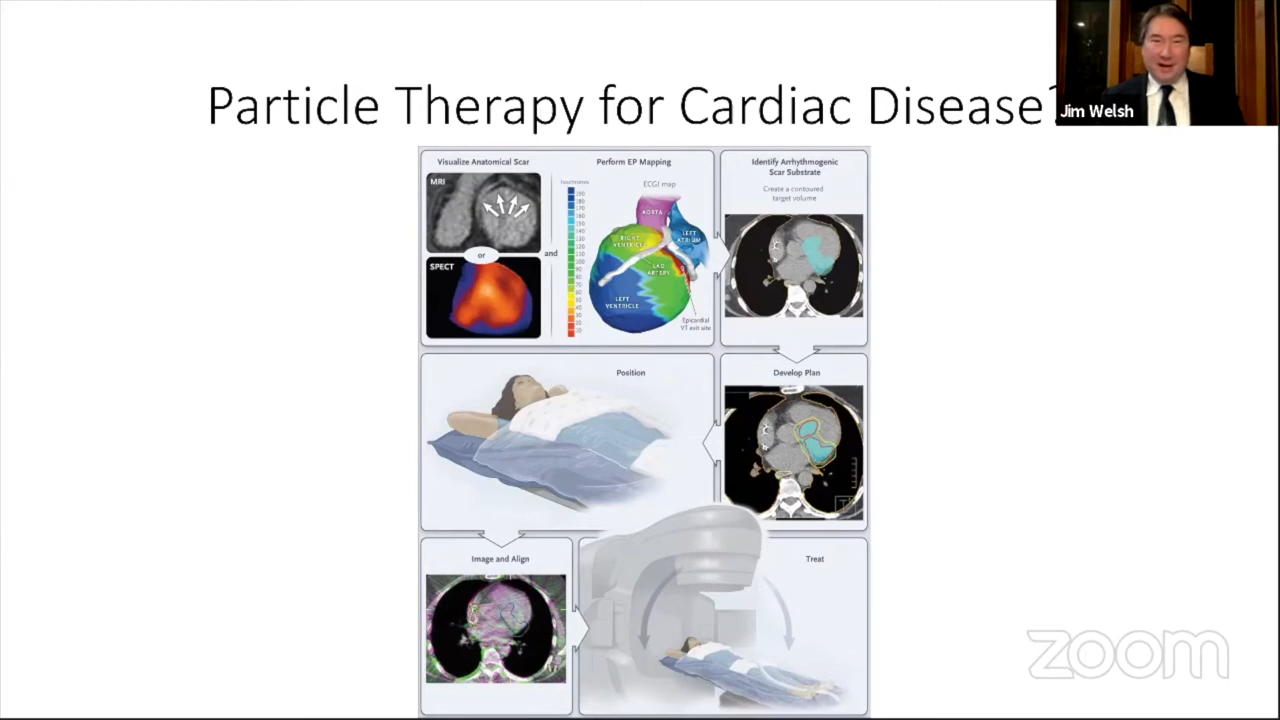 Particle Therapy for Cardiac Disease?
Jim Welsh
Visualize Anatomical Scar
Perform EP Mapping
MRI
or
SPECT
and
Isochrones
ECGI map
AORTA
RIGHT
VENTRICLE
LEFT
ATRIUM
LAD
ARTERY
LEFT
VENTRICLE
Epicardial
VT exit site
Identify Arrhythmogenic
Scar Substrate
Create a contoured
target volume
Position
Develop Plan
Image and Align
Treat
zoom